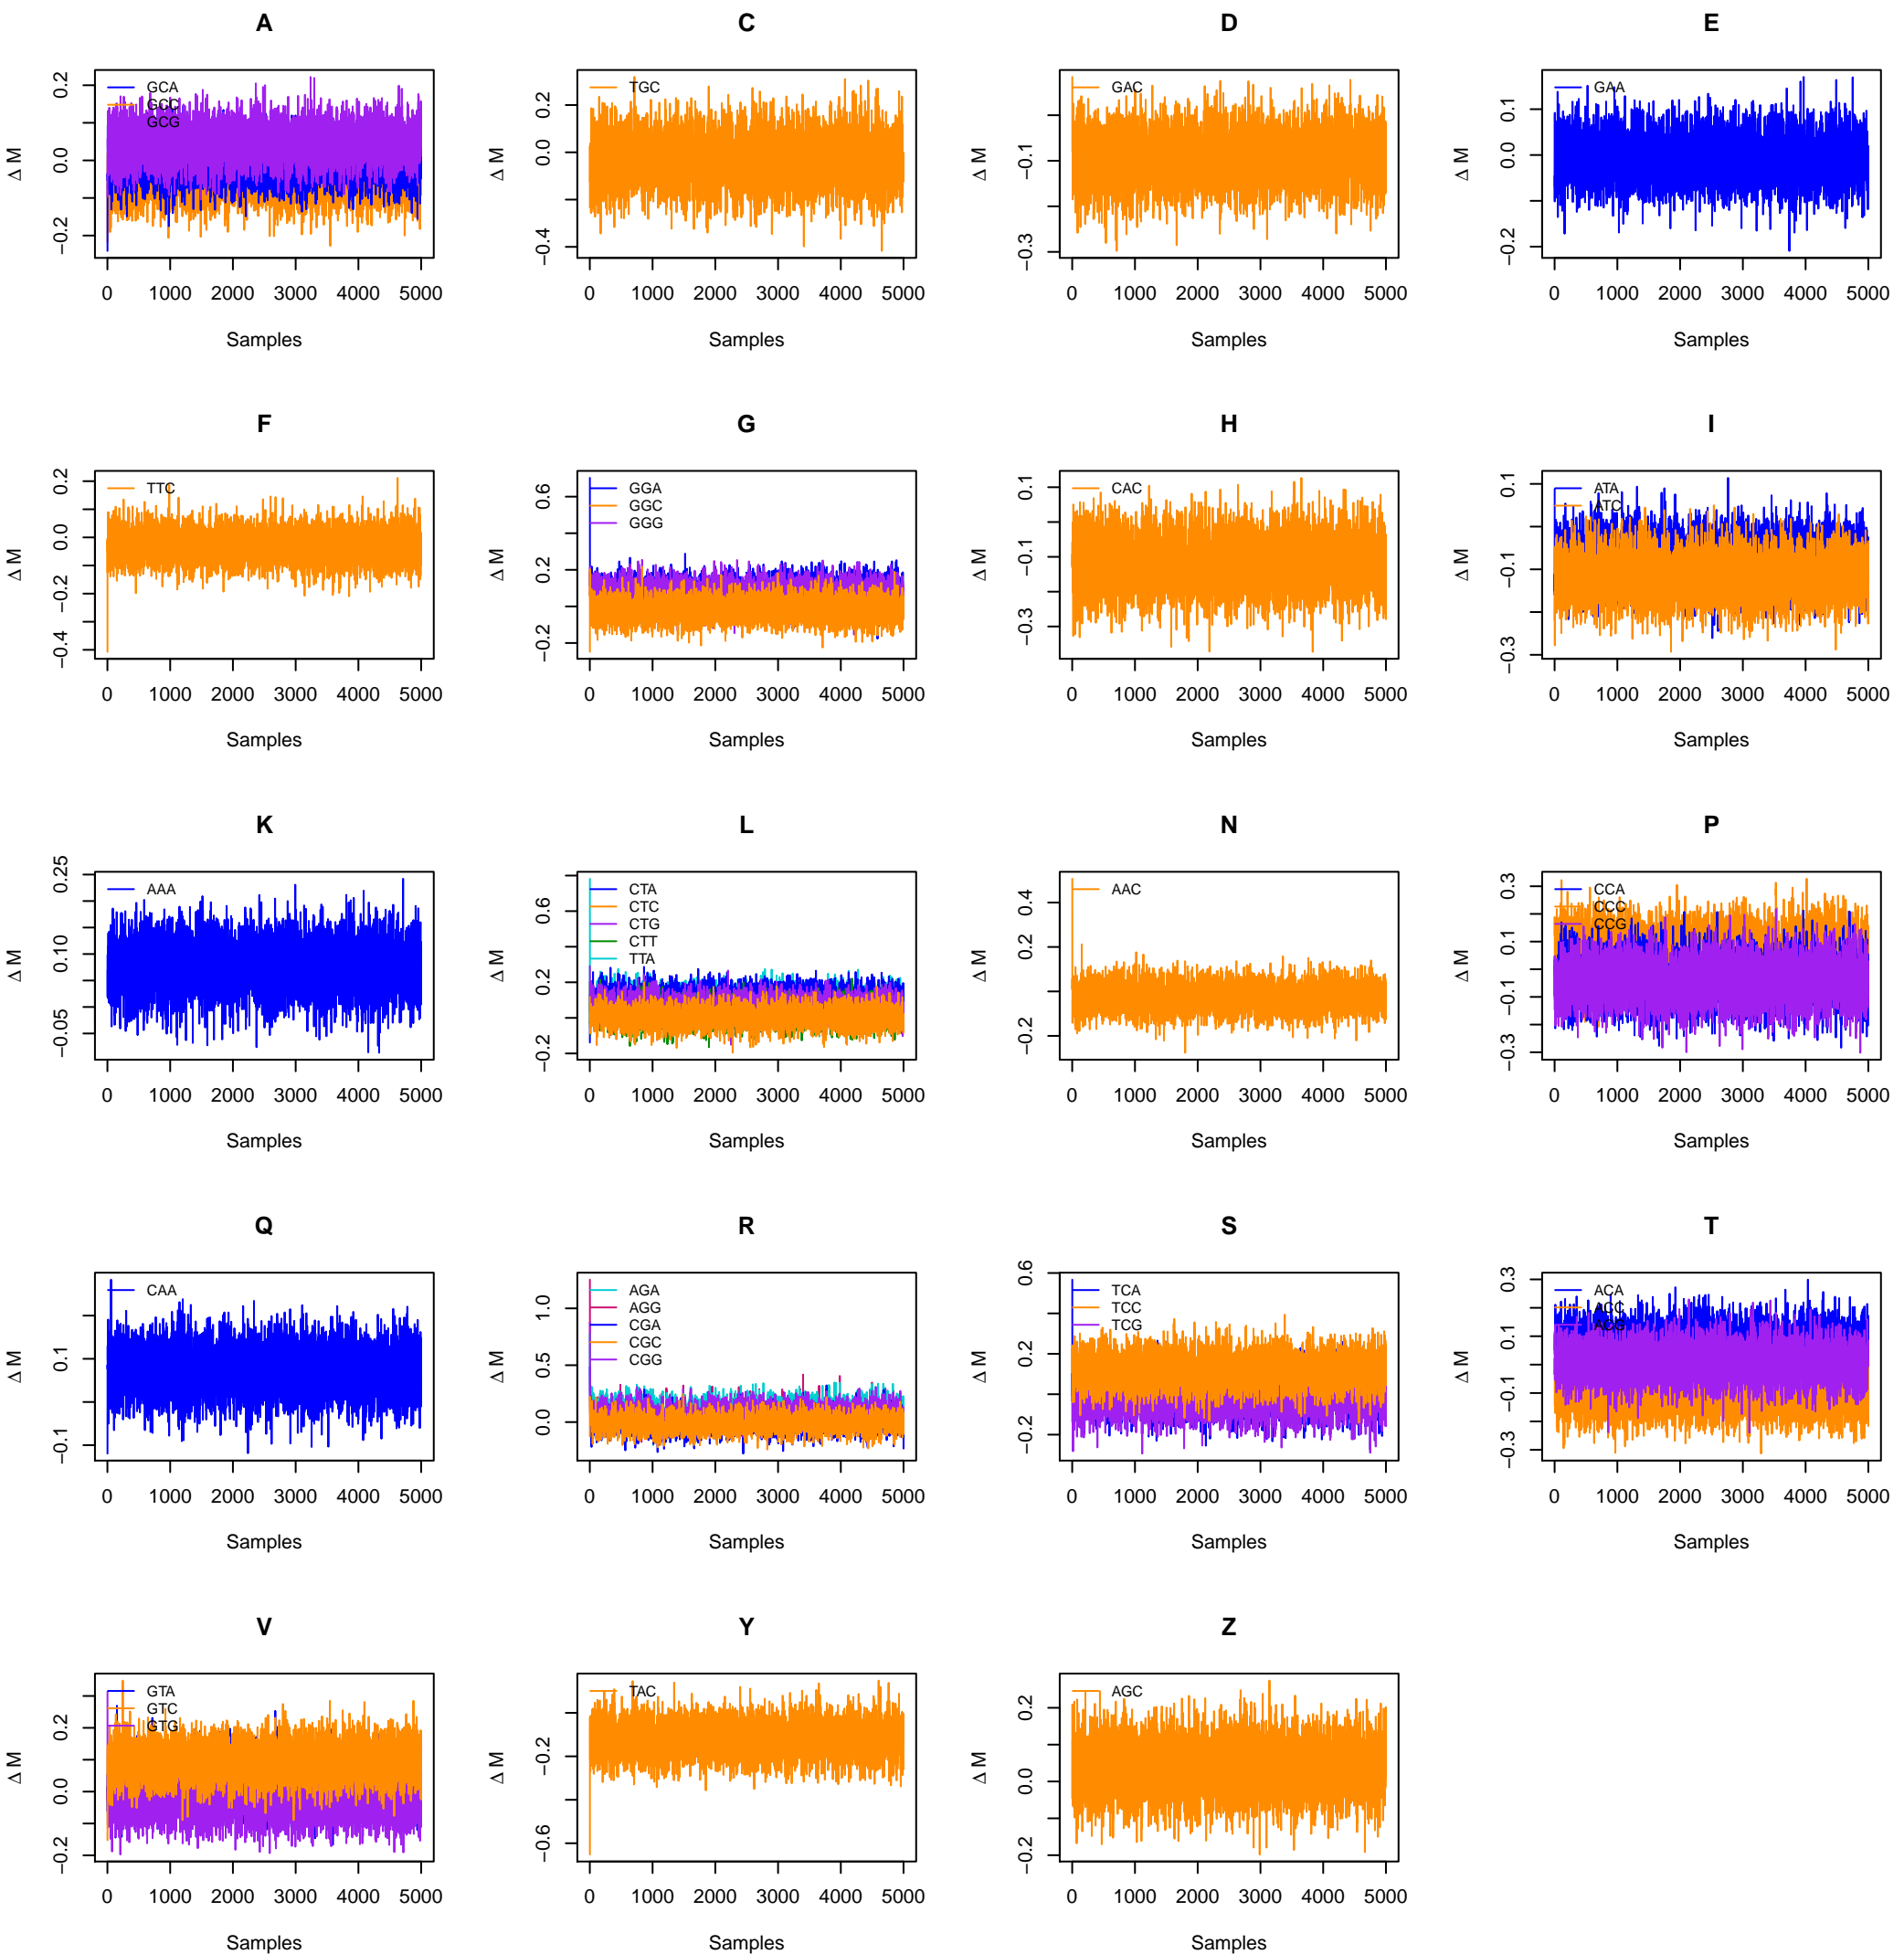 A
Δ M
0.2
0.0
−0.2
GCA
GCC
GCG
0 1000 2000 3000 4000 5000
Samples
C
Δ M
0.2
0.0
−0.4
TGC
0 1000 2000 3000 4000 5000
Samples
D
Δ M
−0.1
−0.3
GAC
0 1000 2000 3000 4000 5000
Samples
E
Δ M
0.1
0.0
−0.2
GAA
0 1000 2000 3000 4000 5000
Samples
F
Δ M
0.2
0.0
−0.2
−0.4
TTC
0 1000 2000 3000 4000 5000
Samples
G
Δ M
0.6
0.2
−0.2
GGA
GGC
GGG
0 1000 2000 3000 4000 5000
Samples
H
Δ M
0.1
−0.1
−0.3
CAC
0 1000 2000 3000 4000 5000
Samples
I
Δ M
0.1
−0.1
−0.3
ATA
ATC
0 1000 2000 3000 4000 5000
Samples
K
Δ M
0.25
0.10
−0.05
AAA
0 1000 2000 3000 4000 5000
Samples
L
Δ M
0.6
0.2
−0.2
CTA
CTC
CTG
CTT
TTA
0 1000 2000 3000 4000 5000
Samples
N
Δ M
0.4
0.2
−0.2
AAC
0 1000 2000 3000 4000 5000
Samples
P
Δ M
0.3
0.1
−0.1
−0.3
CCA
CCC
CCG
0 1000 2000 3000 4000 5000
Samples
Q
Δ M
0.1
−0.1
CAA
0 1000 2000 3000 4000 5000
Samples
R
Δ M
1.0
0.5
0.0
AGA
AGG
CGA
CGC
CGG
0 1000 2000 3000 4000 5000
Samples
S
Δ M
0.6
0.2
−0.2
TCA
TCC
TCG
0 1000 2000 3000 4000 5000
Samples
T
Δ M
0.3
0.1
−0.1
−0.3
ACA
ACC
ACG
0 1000 2000 3000 4000 5000
Samples
V
Δ M
0.2
0.0
−0.2
GTA
GTC
GTG
0 1000 2000 3000 4000 5000
Samples
Y
Δ M
−0.2
−0.6
TAC
0 1000 2000 3000 4000 5000
Samples
Z
Δ M
0.2
0.0
−0.2
AGC
0 1000 2000 3000 4000 5000
Samples